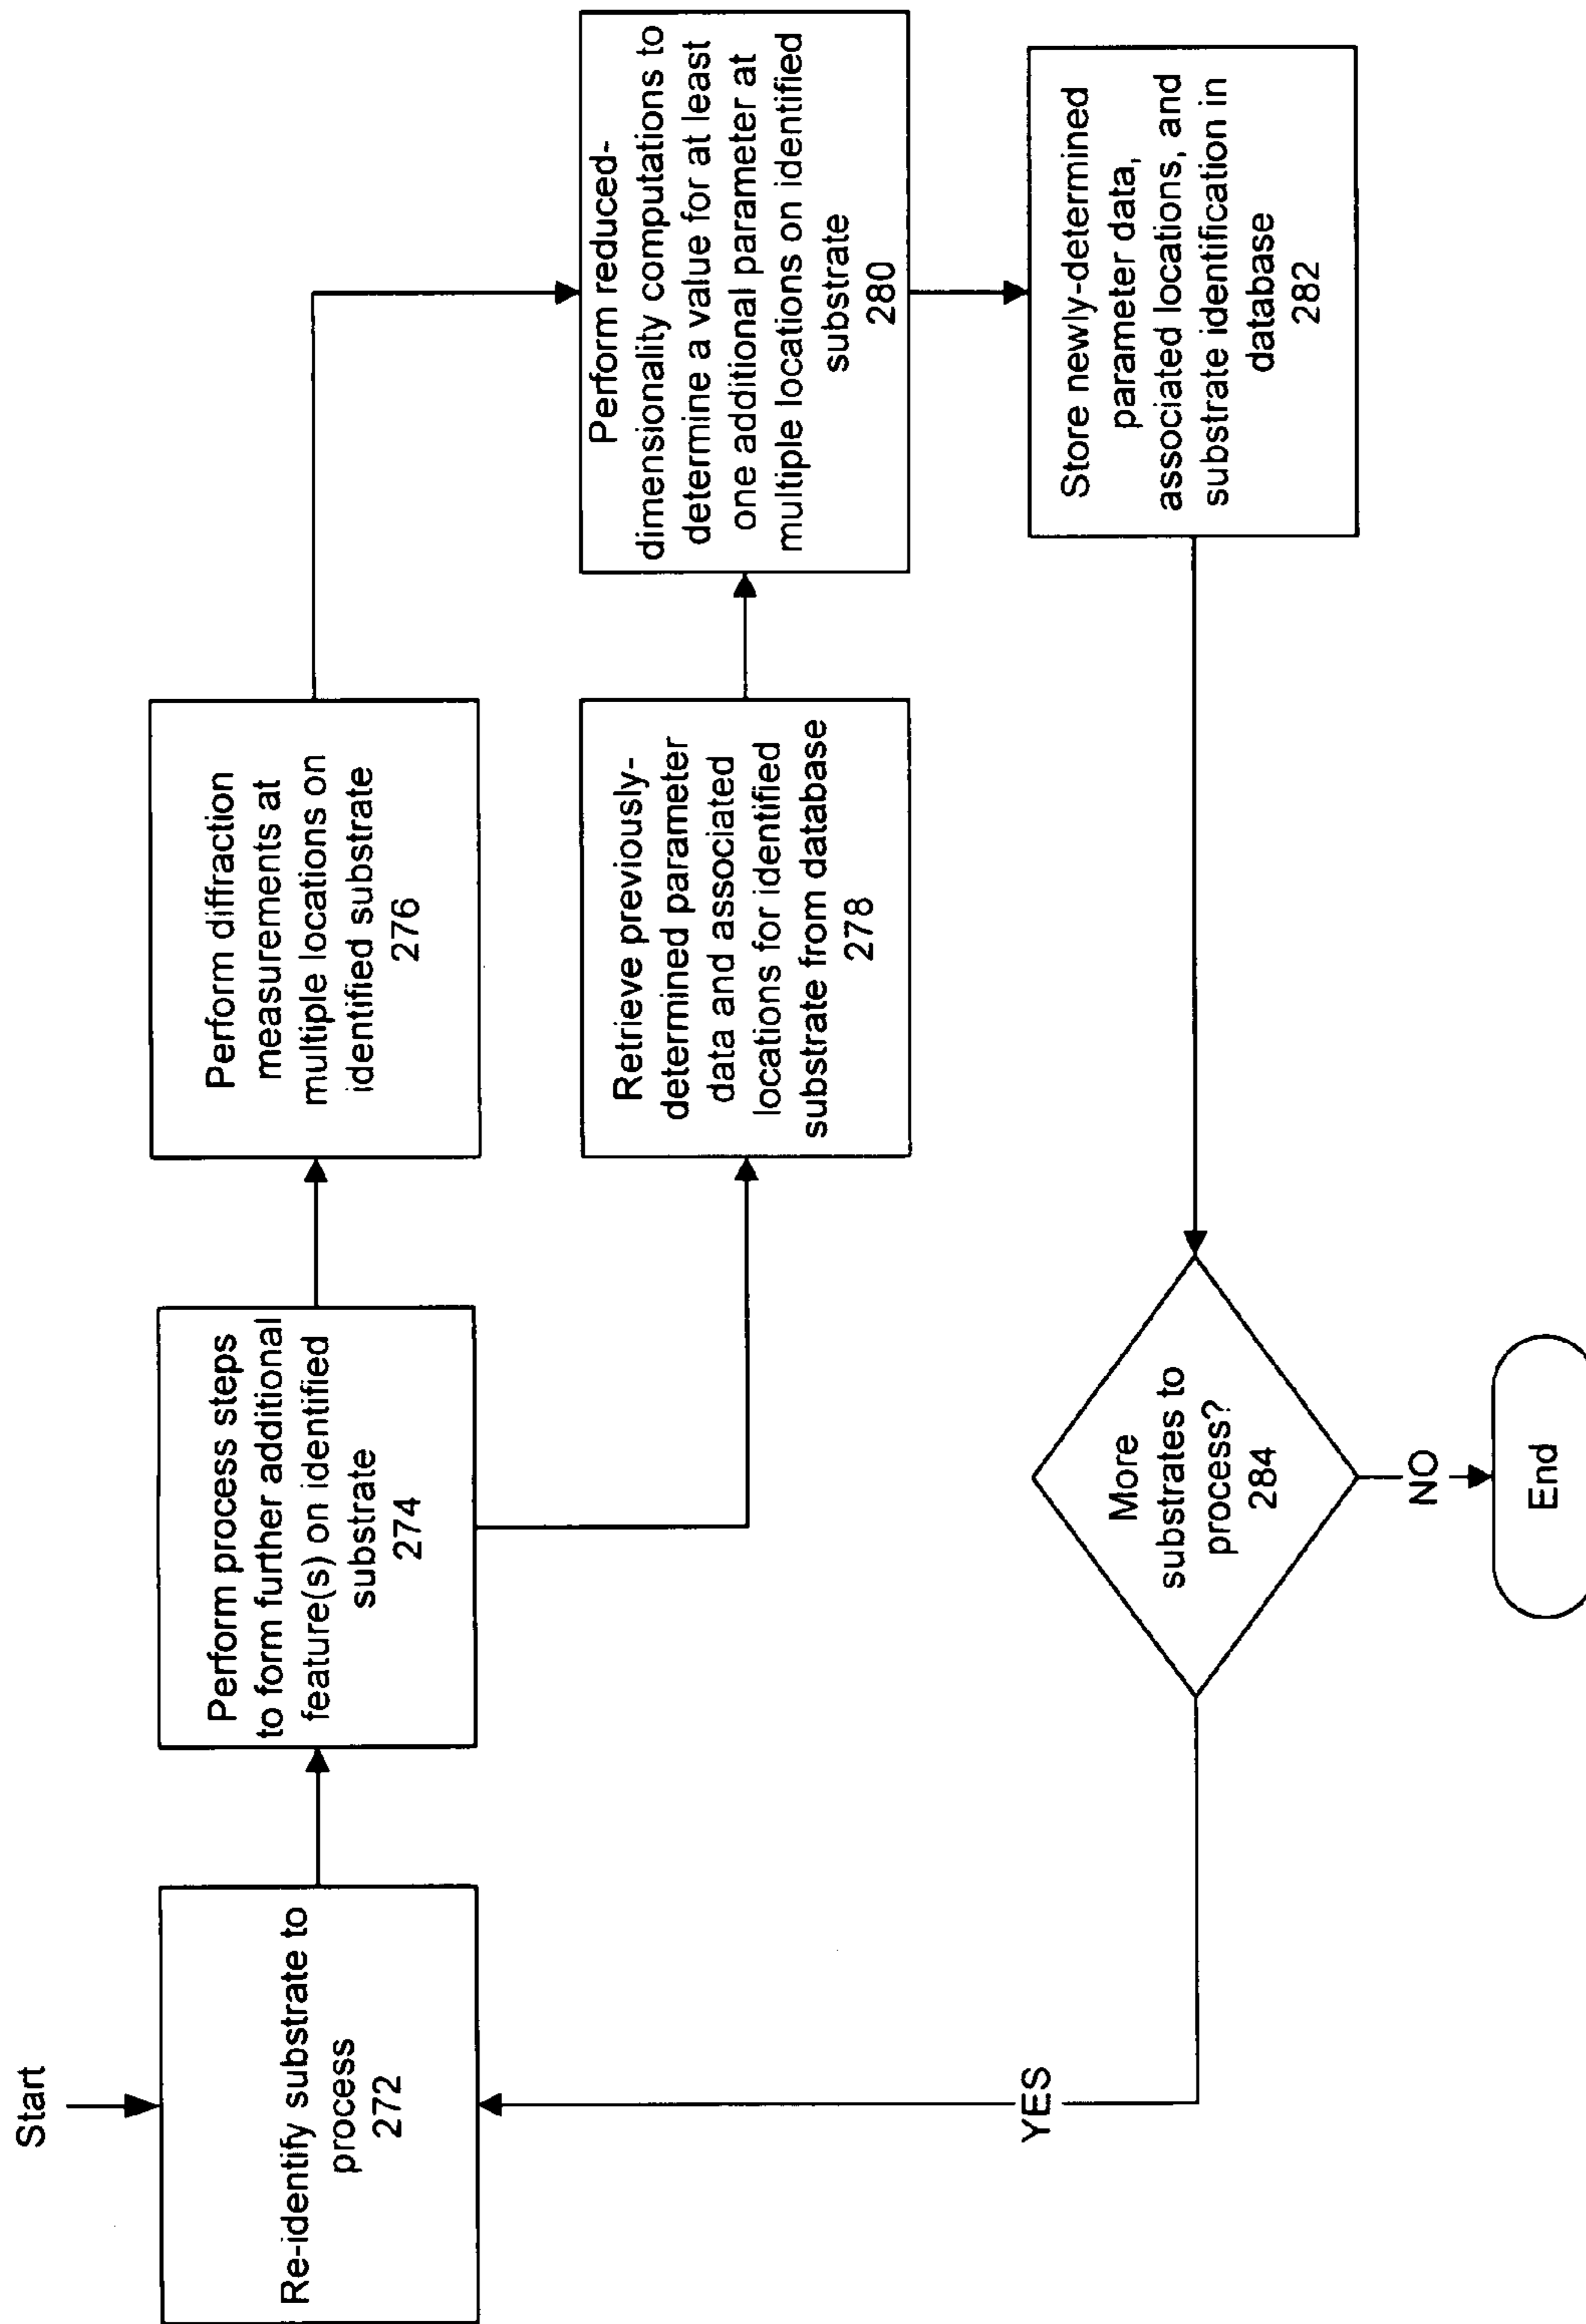 Start
Re-identify substrate to
process
272
Perform process steps
to form further additional
feature(s) on identified
substrate
274
Perform diffraction
measurements at
multiple locations on
identified substrate
276
Retrieve previously-
determined parameter
data and associated
locations for identified
substrate from database
278
Perform reduced-
dimensionality computations to
determine a value for at least
one additional parameter at
multiple locations on identified
substrate
280
Store newly-determined
parameter data,
associated locations, and
substrate identification in
database
282
More
substrates to
process?
284
YES
NO
End